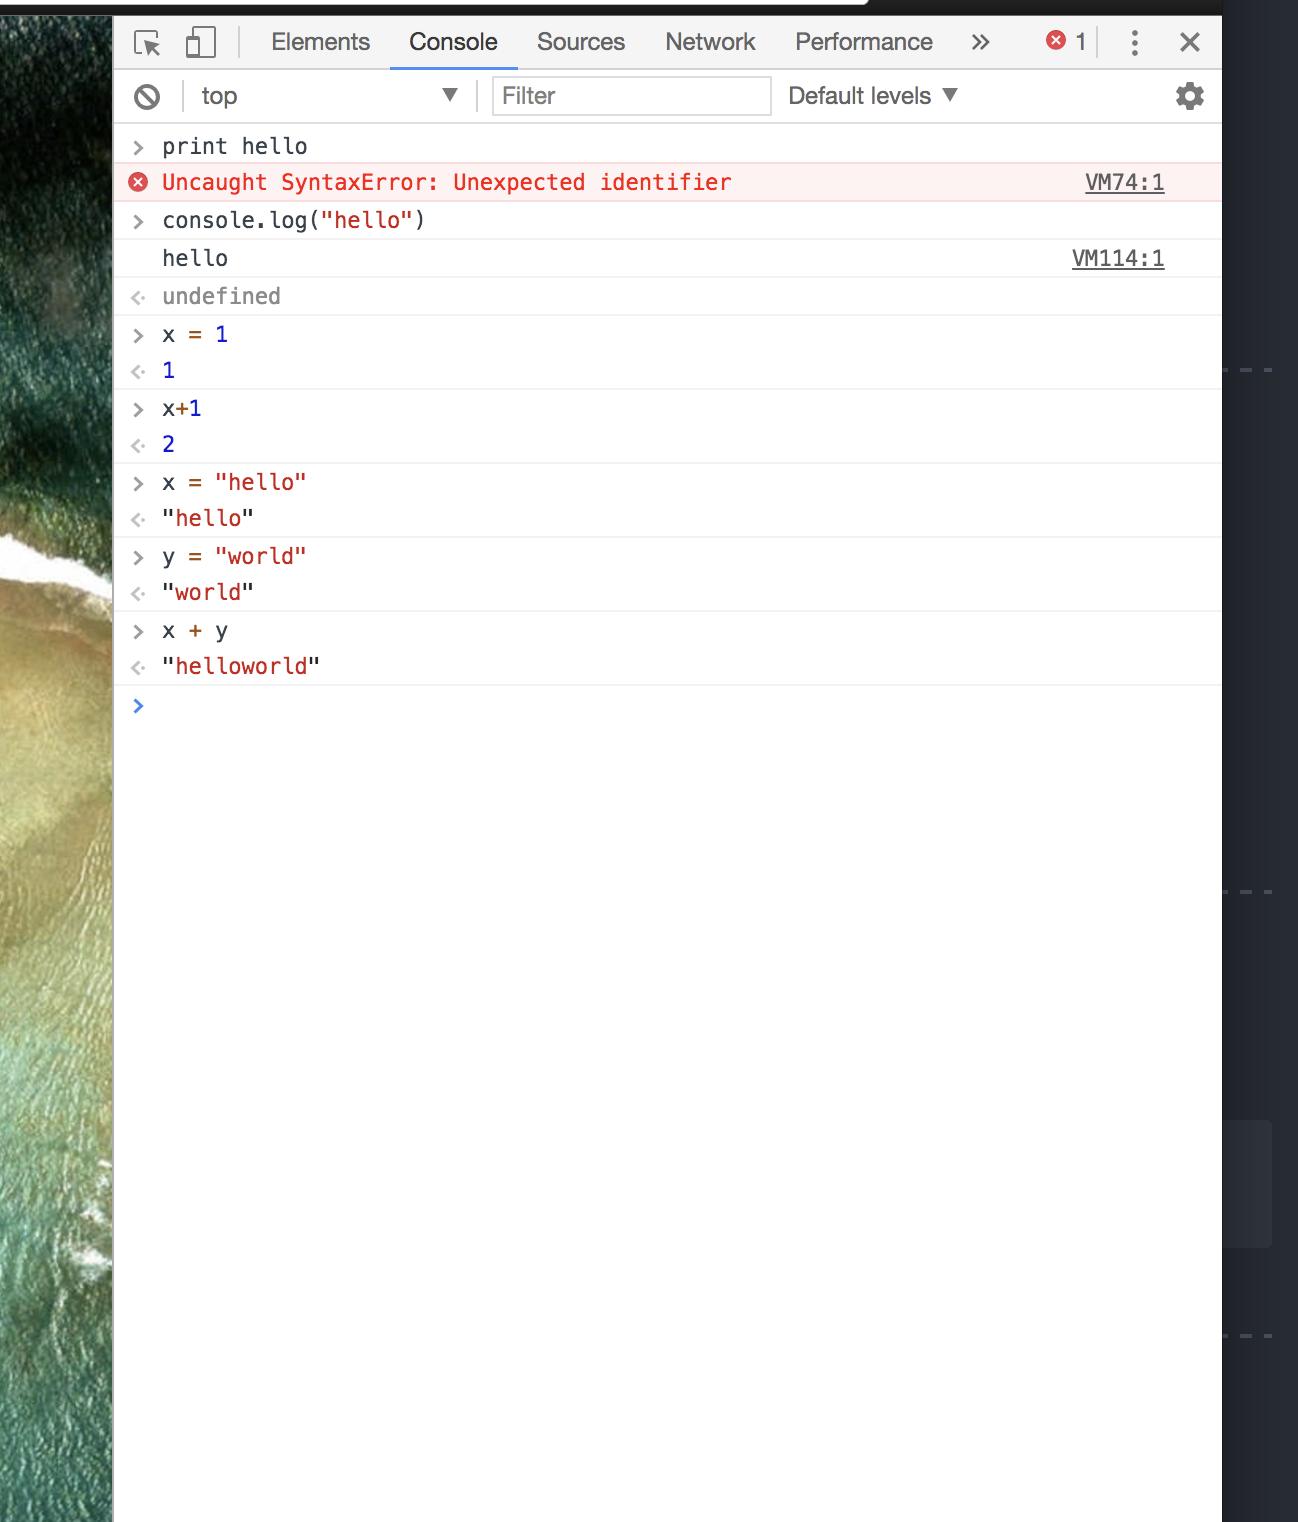 Elements Console Sources Network Performance 1
top Filter Default levels
print hello
Uncaught SyntaxError: Unexpected identifier VM74:1
console.log("hello")
hello VM114:1
undefined
x = 1
1
x+1
2
x = "hello"
"hello"
y = "world"
"world"
x + y
"helloworld"